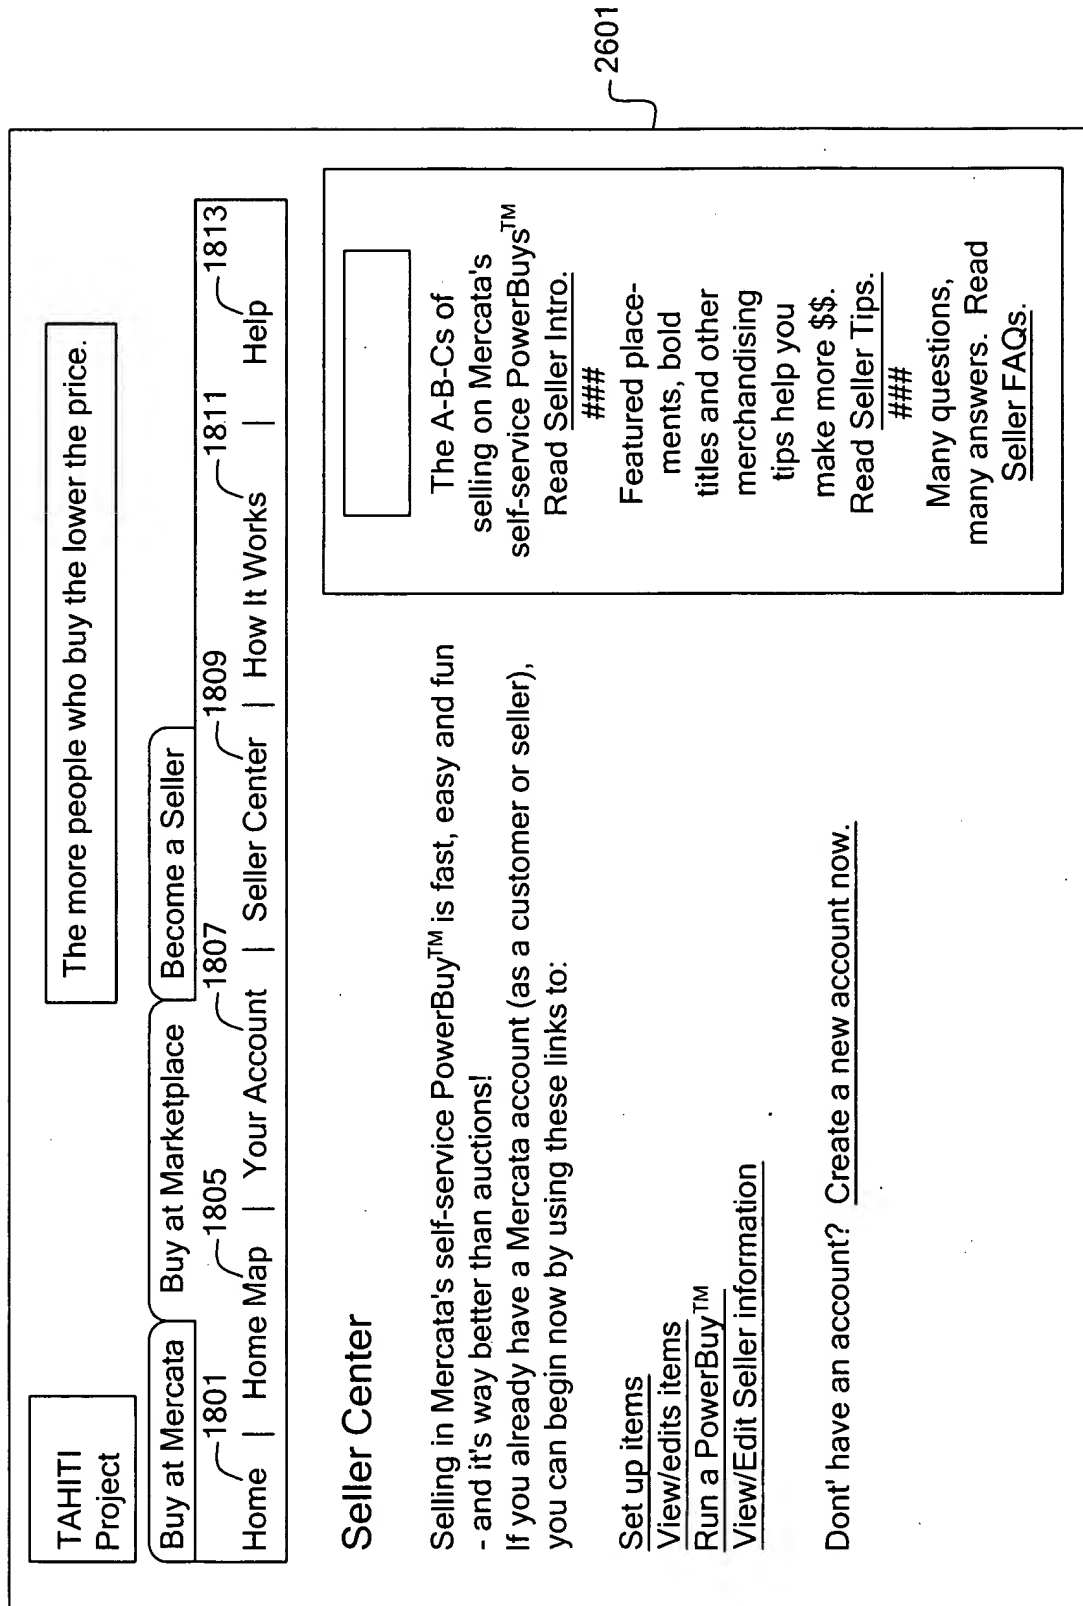 TAHITI
Project
The more people who buy the lower the price.
Buy at Mercata
Buy at Marketplace
Become a Seller
1801
1805
1807
1809
1811
1813
Home | Home Map | Your Account | Seller Center | How It Works | Help
Seller Center
Selling in Mercata's self-service PowerBuy™ is fast, easy and fun
- and it's way better than auctions!
If you already have a Mercata account (as a customer or seller),
you can begin now by using these links to:
Set up items
View/edits items
Run a PowerBuy™
View/Edit Seller information
Dont' have an account? Create a new account now.
The A-B-Cs of
selling on Mercata's
self-service PowerBuys™
Read Seller Intro.
###
Featured place-
ments, bold
titles and other
merchandising
tips help you
make more $$.
Read Seller Tips.
###
Many questions,
many answers. Read
Seller FAQs.
2601